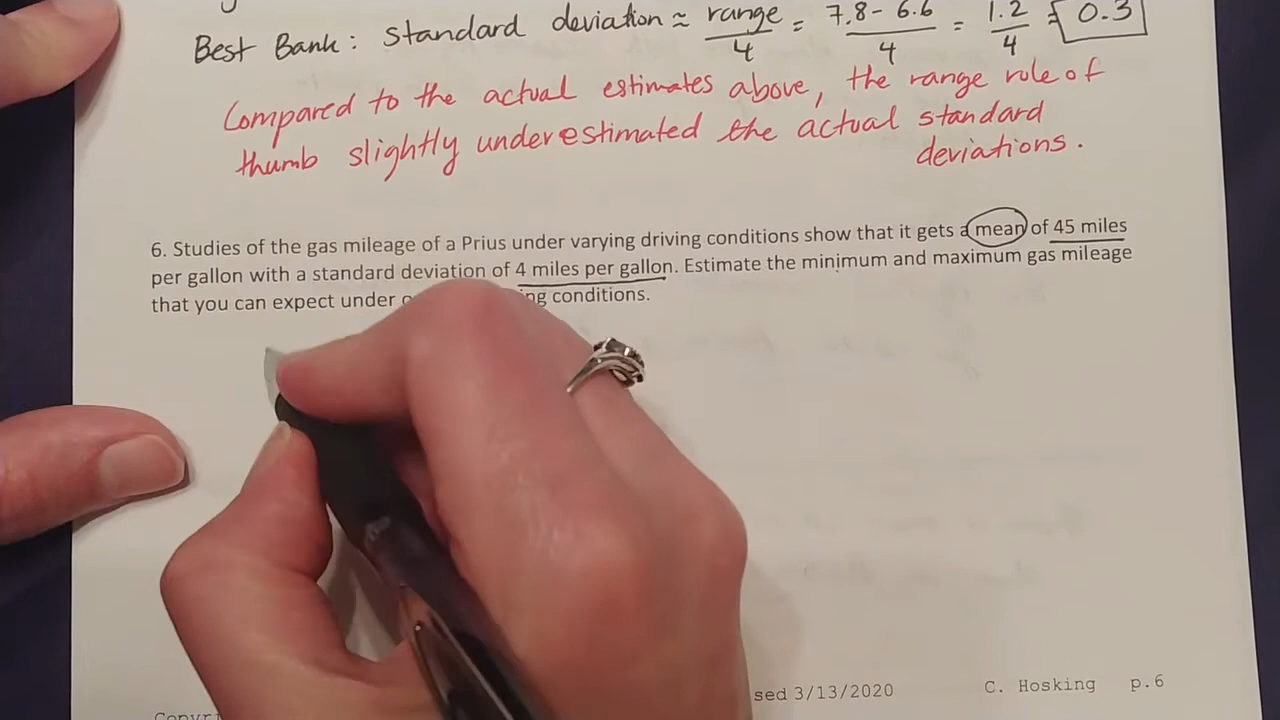 Best Bank: Standard deviation ≈ range/4 = 7.8 - 6.6/4 = 1.2/4 = 0.3
Compared to the actual estimates above, the range rule of
thumb slightly underestimated the actual standard
deviations.
6. Studies of the gas mileage of a Prius under varying driving conditions show that it gets a mean of 45 miles
per gallon with a standard deviation of 4 miles per gallon. Estimate the minimum and maximum gas mileage
that you can expect under conditions.
sed 3/13/2020 C. Hosking p.6